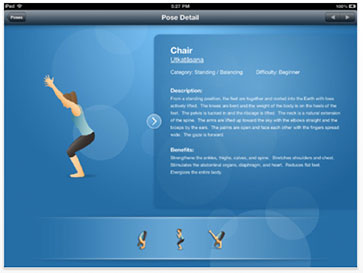 iPad
5:27 PM
100%
Poses
Pose Detail
Chair
Utkatāsana
Category: Standing / Balancing
Difficulty: Beginner
Description:
From a standing position, the feet are together and rooted into the Earth with toes
actively lifted. The knees are bent and the weight of the body is on the heels of the
feet. The pelvis is tucked in and the ribcage is lifted. The neck is a natural extension
of the spine. The arms are lifted up toward the sky with the elbows straight and the
biceps by the ears. The palms are open and face each other with the fingers spread
wide. The gaze is forward.
Benefits:
Strengthens the ankles, thighs, calves, and spine. Stretches shoulders and chest.
Stimulates the abdominal organs, diaphragm, and heart. Reduces flat feet.
Energizes the entire body.